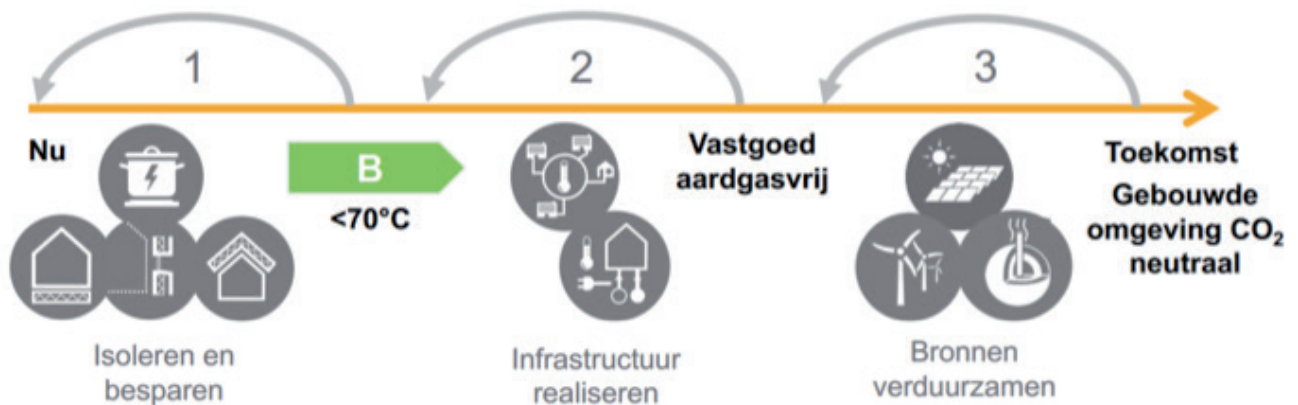 1
2
3
Nu
B
<70°C
Vastgoed
aardgasvrij
Toekomst
Gebouwde
omgeving CO₂
neutraal
Isoleren en
besparen
Infrastructuur
realiseren
Bronnen
verduurzamen